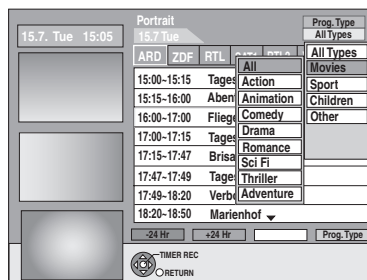 Portrait
Prog. Type
All Types
15.7. Tue 15:05
15.7 Tue
ARD ZDF RTL
All
Action
Animation
Comedy
Drama
Romance
Sci Fi
Thriller
Adventure
All Types
Movies
Sport
Children
Other
15:00~15:15 Tages
15:15~16:00 Aben
16:00~17:00 Fliege
17:00~17:15 Tages
17:15~17:47 Brisa
17:47~17:49 Tages
17:49~18:20 Verbo
18:20~18:50 Marienhof
-24 Hr +24 Hr Prog. Type
TIMER REC
RETURN